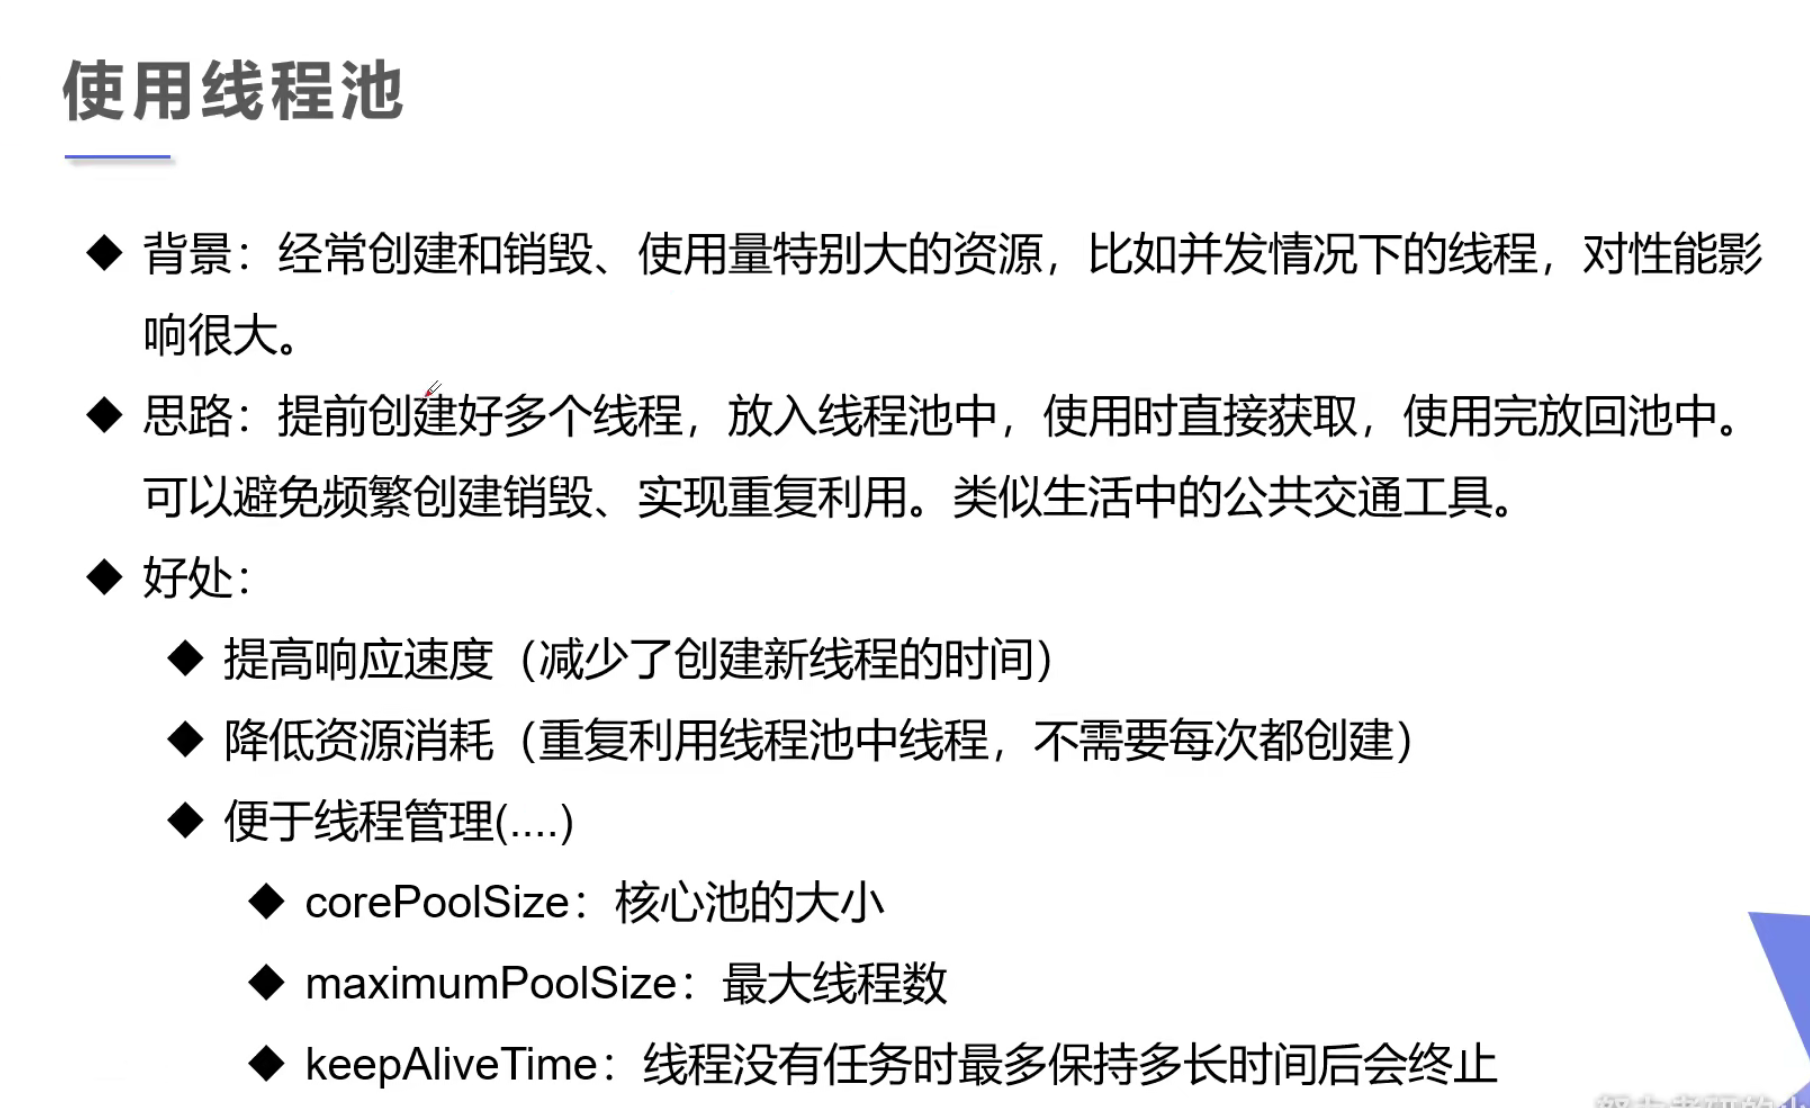 使用线程池
◆ 背景：经常创建和销毁、使用量特别大的资源，比如并发情况下的线程，对性能影
响很大。
◆ 思路：提前创建好多个线程，放入线程池中，使用时直接获取，使用完放回池中。
可以避免频繁创建销毁、实现重复利用。类似生活中的公共交通工具。
◆ 好处：
◆ 提高响应速度（减少了创建新线程的时间）
◆ 降低资源消耗（重复利用线程池中线程，不需要每次都创建）
◆ 便于线程管理(....)
◆ corePoolSize：核心池的大小
◆ maximumPoolSize：最大线程数
◆ keepAliveTime：线程没有任务时最多保持多长时间后会终止